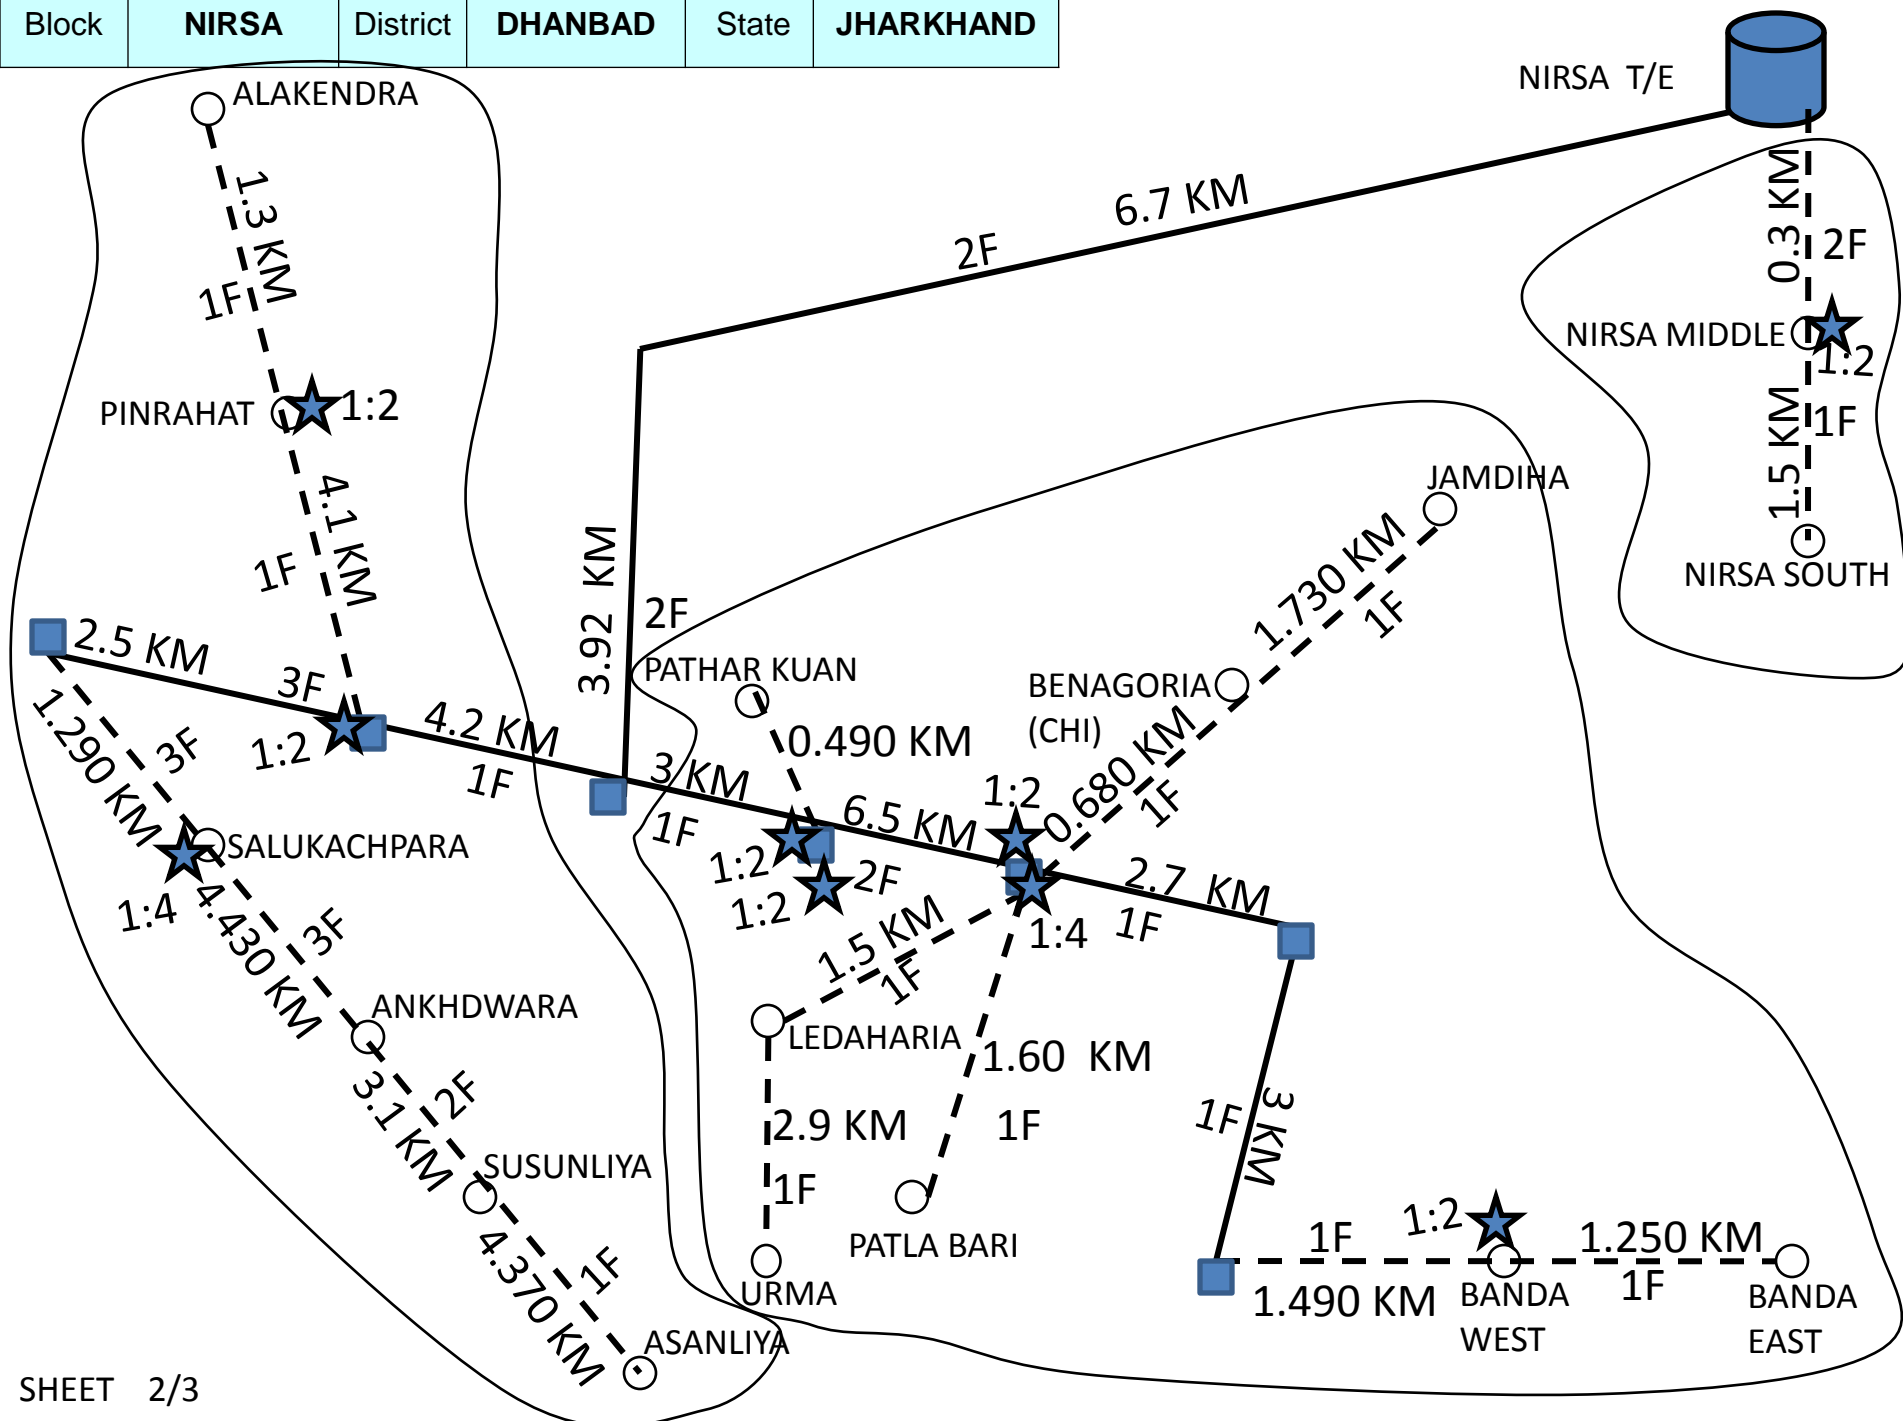 Block NIRSA District DHANBAD State JHARKHAND
NIRSA T/E
ALAKENDRA
1.3 KM
1F
PINRAHAT
1:2
4.1 KM
1F
6.7 KM
2F
3.92 KM
2F
0.3 KM
2F
NIRSA MIDDLE
1:2
1.5 KM
1F
NIRSA SOUTH
JAMDIHA
1.730 KM
1F
BENAGORIA
(CHI)
0.680 KM
1F
PATHAR KUAN
0.490 KM
2.5 KM
3F
1:2
4.2 KM
1F
3 KM
1F
1:2
1:2
6.5 KM
2F
1:2
1:4
2.7 KM
1F
1.290 KM
3F
SALUKACHPARA
1:4
4.430 KM
3F
ANKHDWARA
3.1 KM
2F
SUSUNLIYA
4.370 KM
1F
ASANLIYA
1.5 KM
1F
LEDAHARIA
2.9 KM
1F
URMA
1.60 KM
1F
PATLA BARI
3 KM
1F
1F
1.490 KM
1:2
BANDA
WEST
1.250 KM
1F
BANDA
EAST
SHEET 2/3